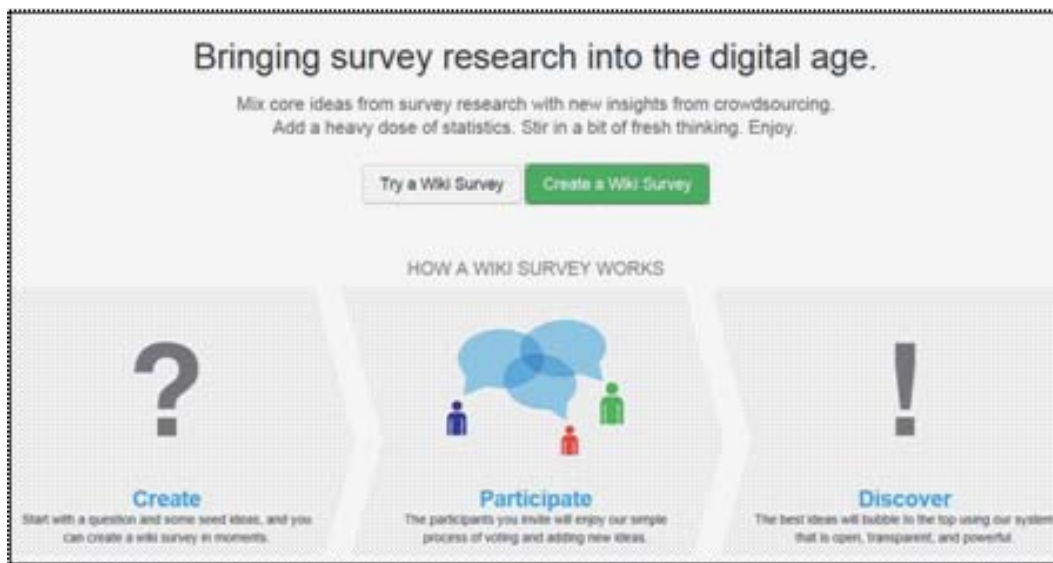 Bringing survey research into the digital age.
Mix core ideas from survey research with new insights from crowdsourcing.
Add a heavy dose of statistics. Stir in a bit of fresh thinking. Enjoy.
Try a Wiki Survey
Create a Wiki Survey
HOW A WIKI SURVEY WORKS
?
!
Create
Start with a question and some seed ideas, and you
can create a wiki survey in moments.
Participate
The participants you invite will enjoy our simple
process of voting and adding new ideas.
Discover
The best ideas will bubble to the top using our system
that is open, transparent, and powerful.